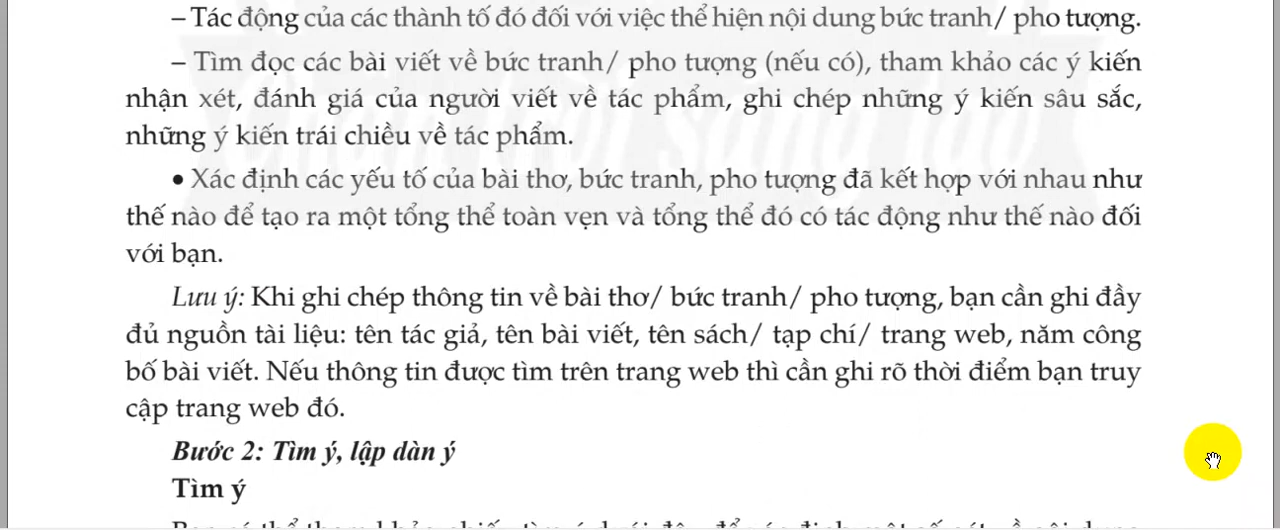 – Tác động của các thành tố đó đối với việc thể hiện nội dung bức tranh/ pho tượng.
– Tìm đọc các bài viết về bức tranh/ pho tượng (nếu có), tham khảo các ý kiến
nhận xét, đánh giá của người viết về tác phẩm, ghi chép những ý kiến sâu sắc,
những ý kiến trái chiều về tác phẩm.
• Xác định các yếu tố của bài thơ, bức tranh, pho tượng đã kết hợp với nhau như
thế nào để tạo ra một tổng thể toàn vẹn và tổng thể đó có tác động như thế nào đối
với bạn.
Lưu ý: Khi ghi chép thông tin về bài thơ/ bức tranh/ pho tượng, bạn cần ghi đầy
đủ nguồn tài liệu: tên tác giả, tên bài viết, tên sách/ tạp chí/ trang web, năm công
bố bài viết. Nếu thông tin được tìm trên trang web thì cần ghi rõ thời điểm bạn truy
cập trang web đó.
Bước 2: Tìm ý, lập dàn ý
Tìm ý